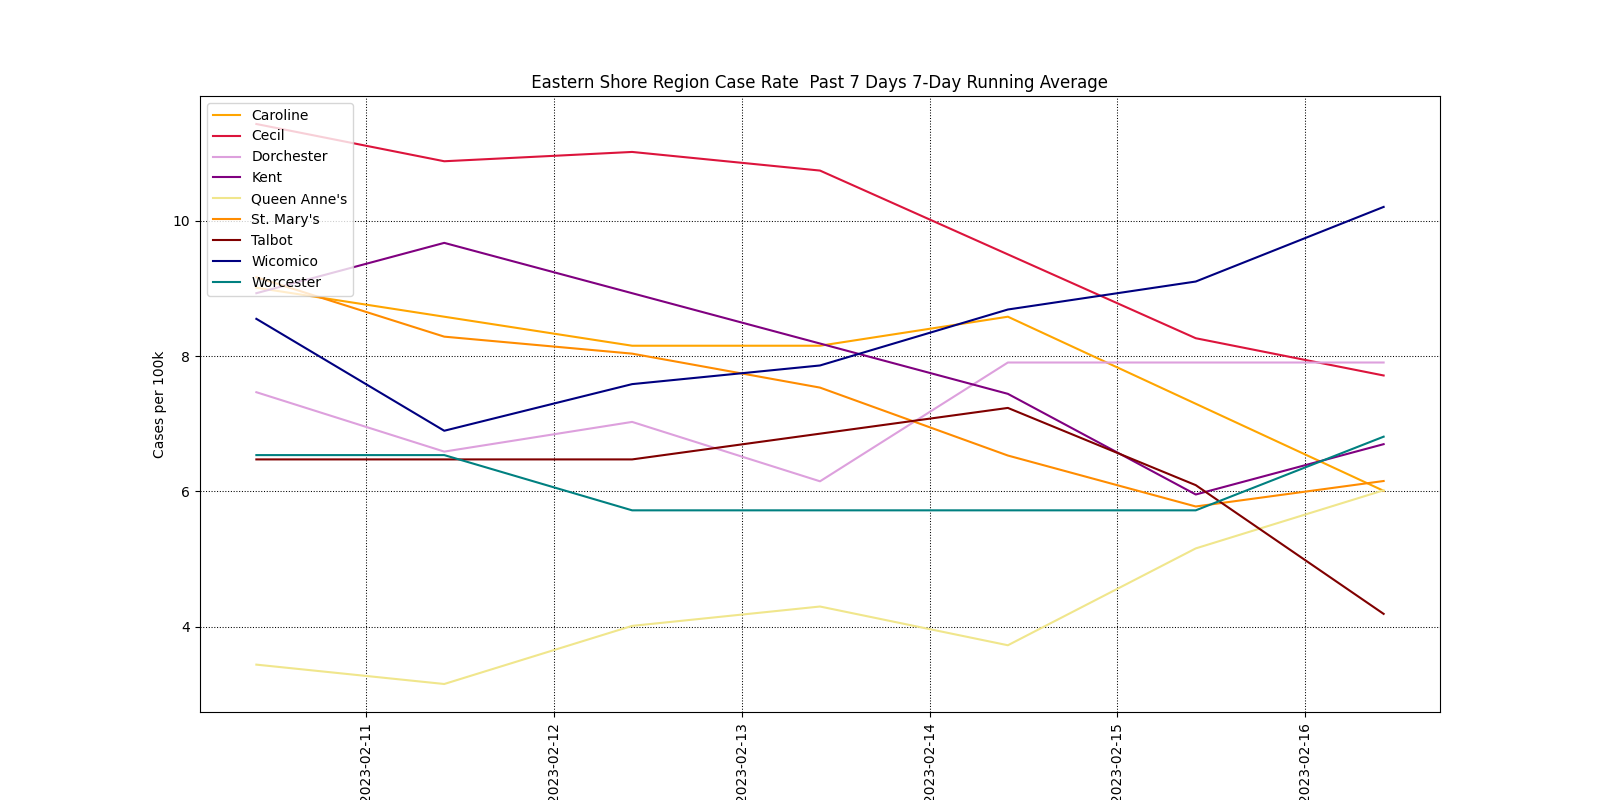 Eastern Shore Region Case Rate  Past 7 Days 7-Day Running Average
Caroline
Cecil
Dorchester
Kent
Queen Anne's
St. Mary's
Talbot
Wicomico
Worcester
Cases per 100k
10
8
6
4
2023-02-11
2023-02-12
2023-02-13
2023-02-14
2023-02-15
2023-02-16